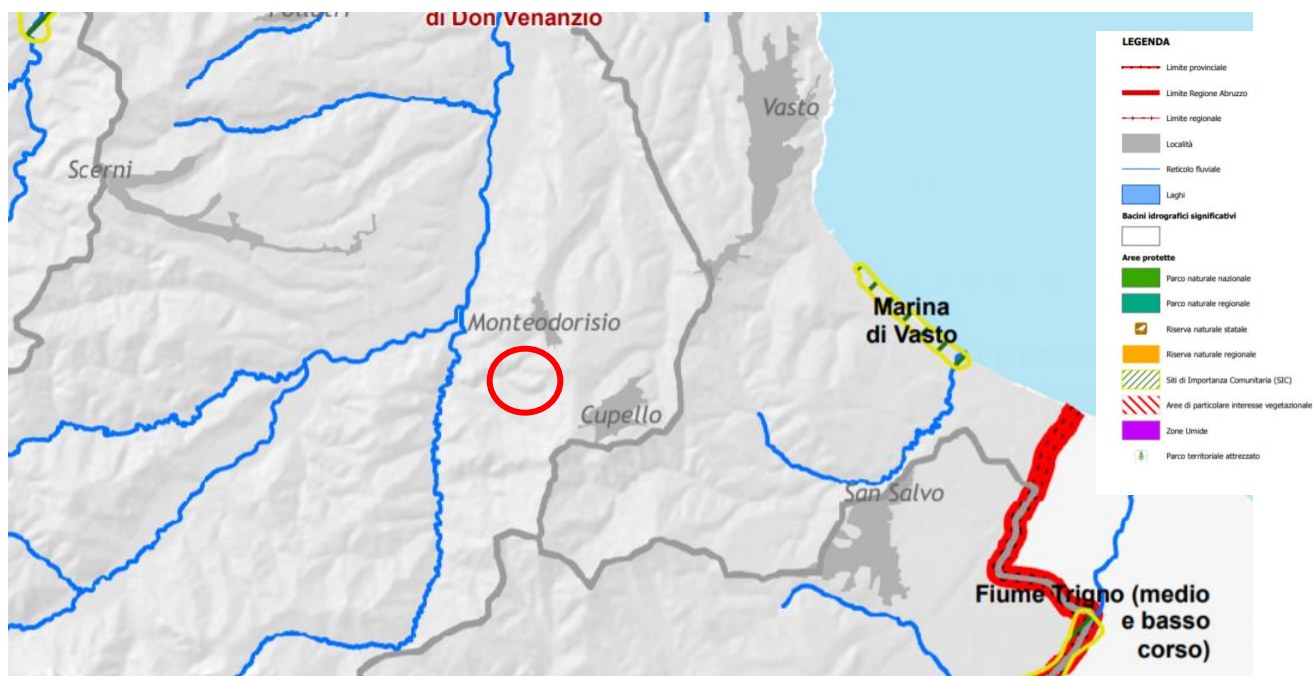 di Don Venanzio
Vasto
Scerni
Monteodorisio
Marina
di Vasto
Cupello
San Salvo
Fiume Trigno (medio
e basso
corso)
LEGENDA
Limite provinciale
Limite Regione Abruzzo
Limite regionale
Località
Reticolo fluviale
Laghi
Bacini idrografici significativi
Aree protette
Parco naturale nazionale
Parco naturale regionale
Riserva naturale statale
Riserva naturale regionale
Siti di Importanza Comunitaria (SIC)
Aree di particolare interesse vegetazionale
Zone Umide
Parco territoriale attrezzato